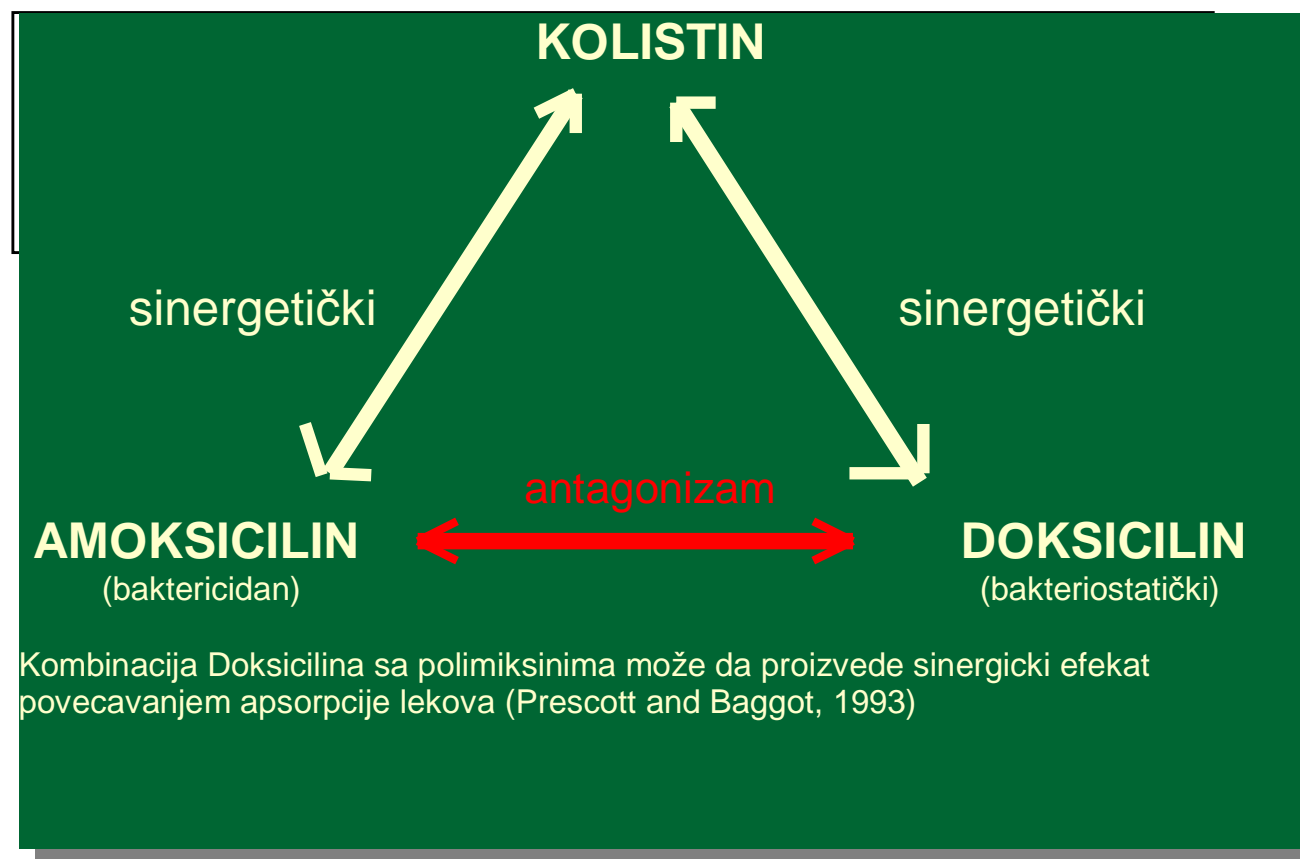 KOLISTIN
sinergetički sinergetički
antagonizam
AMOKSICILIN DOKSICILIN
(baktericidan) (bakteriostatički)
Kombinacija Doksicilina sa polimiksinima može da proizvede sinergicki efekat
povecavanjem apsorpcije lekova (Prescott and Baggot, 1993)